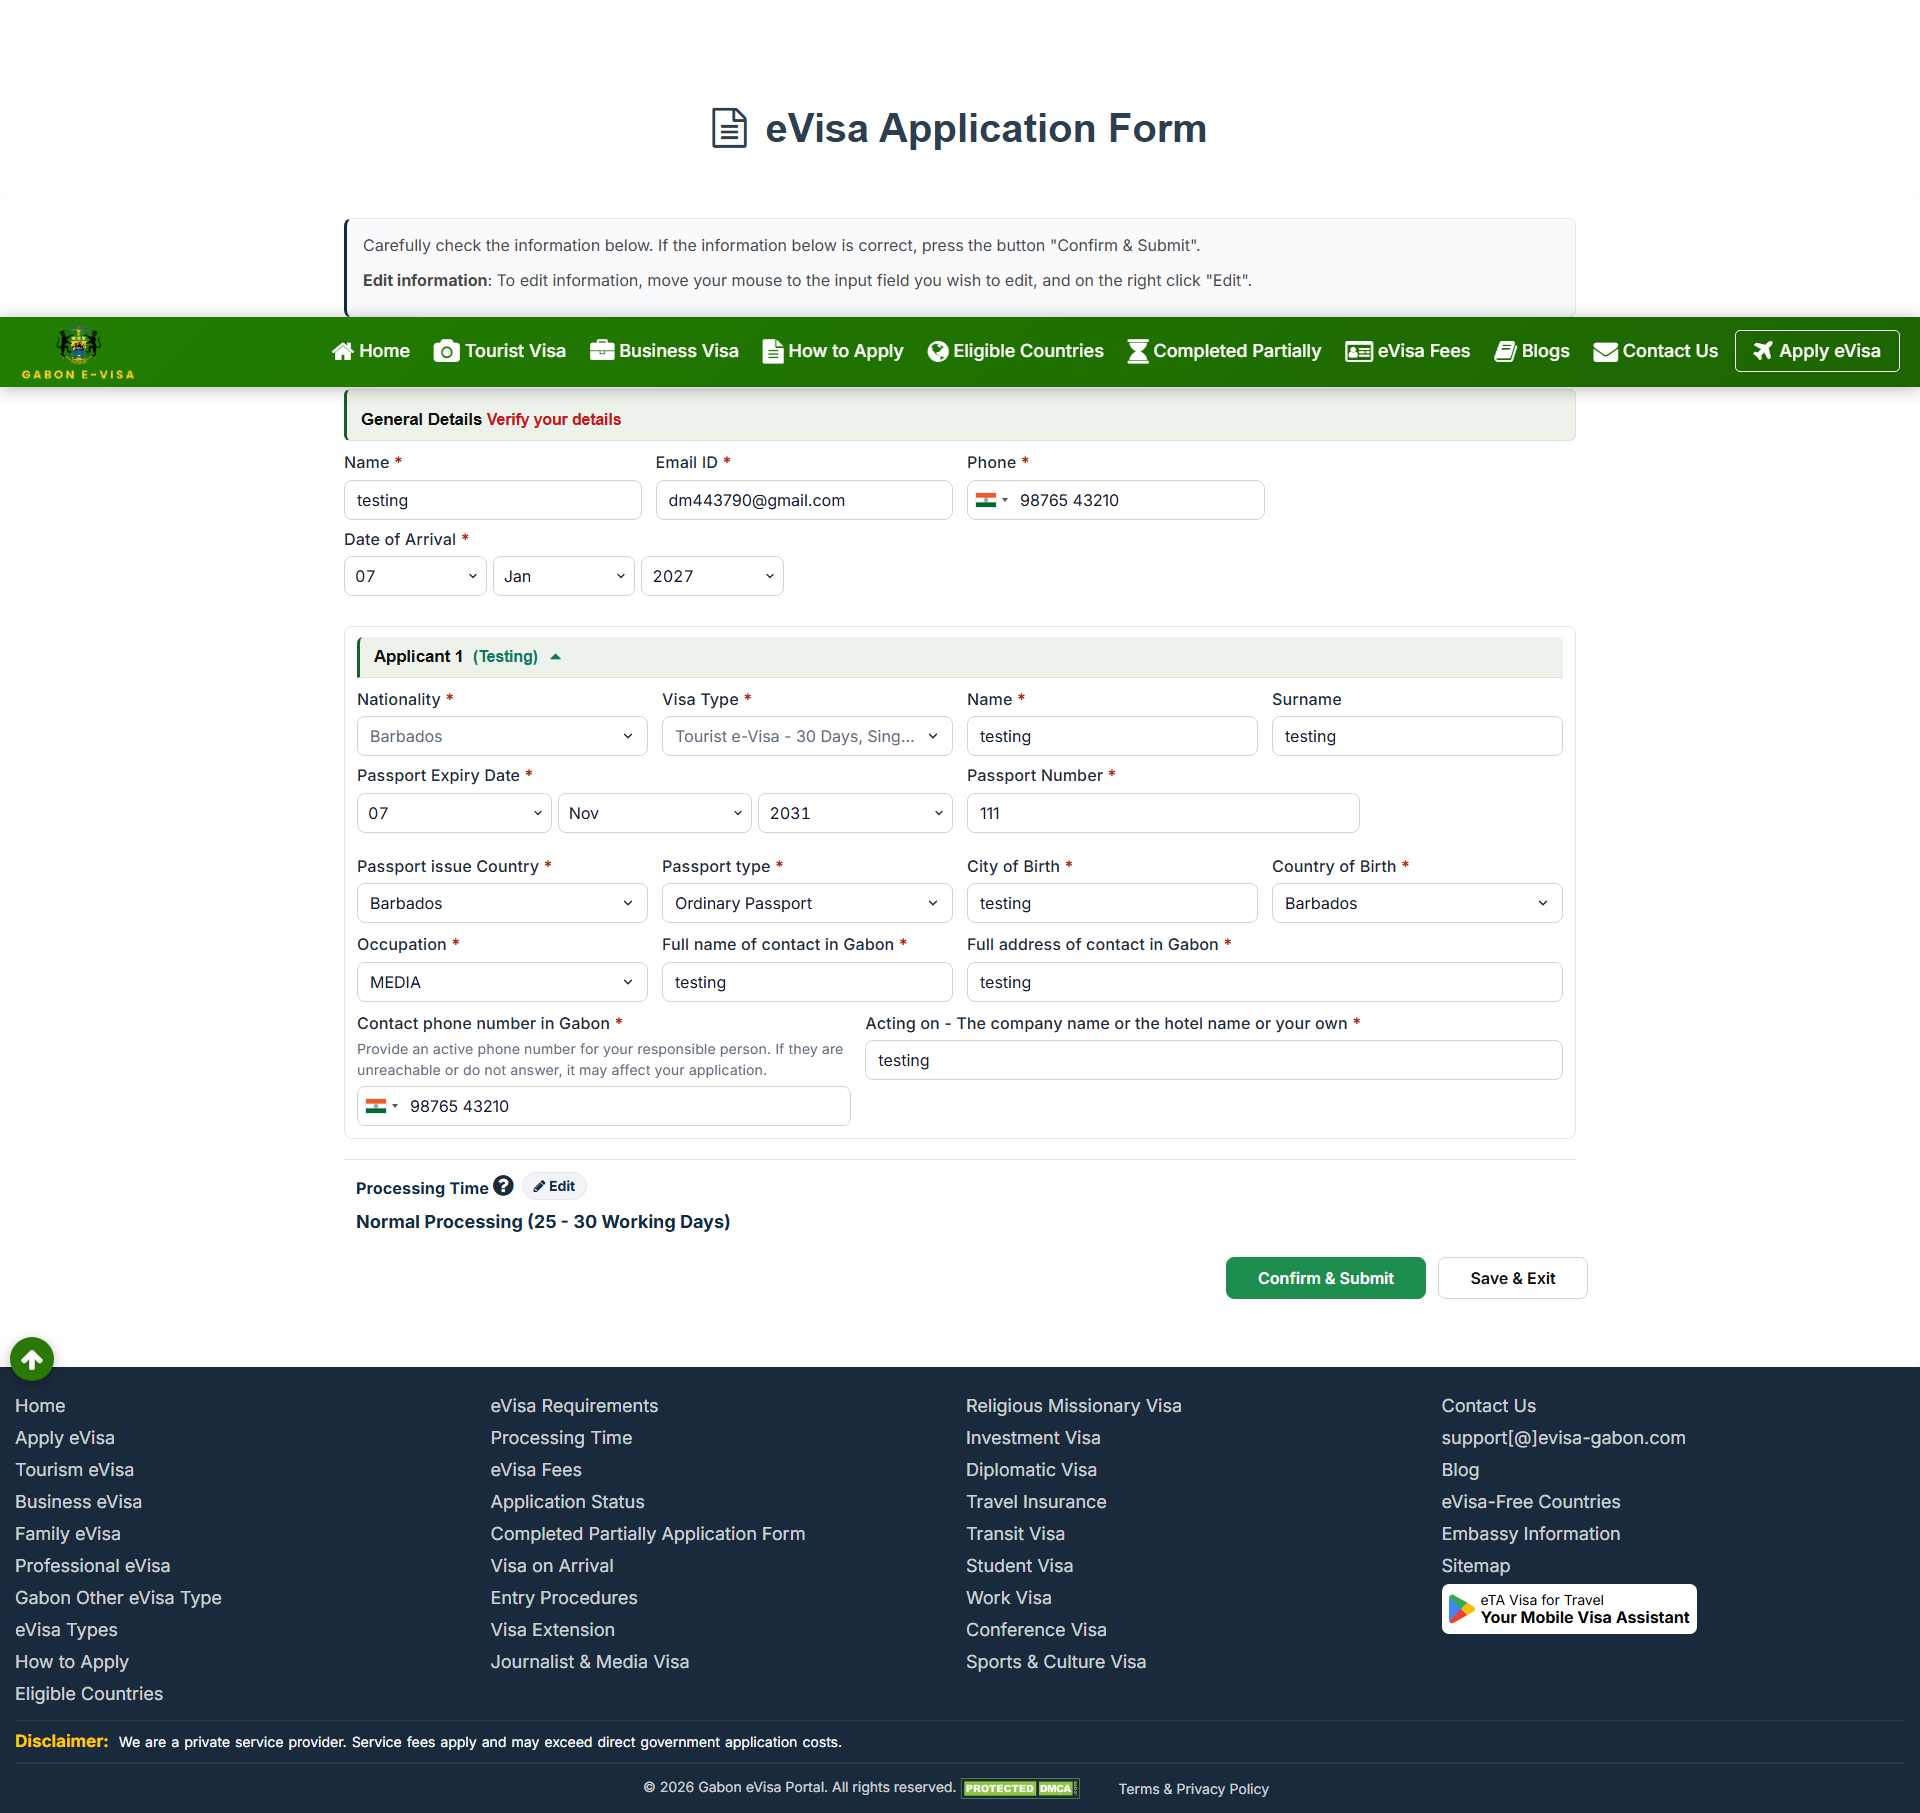 eVisa Application Form
Carefully check the information below. If the information below is correct, press the button "Confirm & Submit".
Edit information: To edit information, move your mouse to the input field you wish to edit, and on the right click "Edit".
GABON E-VISA
Home
Tourist Visa
Business Visa
How to Apply
Eligible Countries
Completed Partially
eVisa Fees
Blogs
Contact Us
Apply eVisa
General Details Verify your details
Name * Email ID * Phone *
testing dm443790@gmail.com 98765 43210
Date of Arrival *
07 Jan 2027
Applicant 1 (Testing)
Nationality * Visa Type * Name * Surname
Barbados Tourist e-Visa - 30 Days, Sing... testing testing
Passport Expiry Date * Passport Number *
07 Nov 2031 111
Passport issue Country * Passport type * City of Birth * Country of Birth *
Barbados Ordinary Passport testing Barbados
Occupation * Full name of contact in Gabon * Full address of contact in Gabon *
MEDIA testing testing
Contact phone number in Gabon * Acting on - The company name or the hotel name or your own *
Provide an active phone number for your responsible person. If they are
unreachable or do not answer, it may affect your application.
testing
98765 43210
Processing Time ? Edit
Normal Processing (25 - 30 Working Days)
Confirm & Submit Save & Exit
Home
Apply eVisa
Tourism eVisa
Business eVisa
Family eVisa
Professional eVisa
Gabon Other eVisa Type
eVisa Types
How to Apply
Eligible Countries
eVisa Requirements
Processing Time
eVisa Fees
Application Status
Completed Partially Application Form
Visa on Arrival
Entry Procedures
Visa Extension
Journalist & Media Visa
Religious Missionary Visa
Investment Visa
Diplomatic Visa
Travel Insurance
Transit Visa
Student Visa
Work Visa
Conference Visa
Sports & Culture Visa
Contact Us
support[@]evisa-gabon.com
Blog
eVisa-Free Countries
Embassy Information
Sitemap
eTA Visa for Travel
Your Mobile Visa Assistant
Disclaimer: We are a private service provider. Service fees apply and may exceed direct government application costs.
© 2026 Gabon eVisa Portal. All rights reserved. PROTECTED DMCA Terms & Privacy Policy